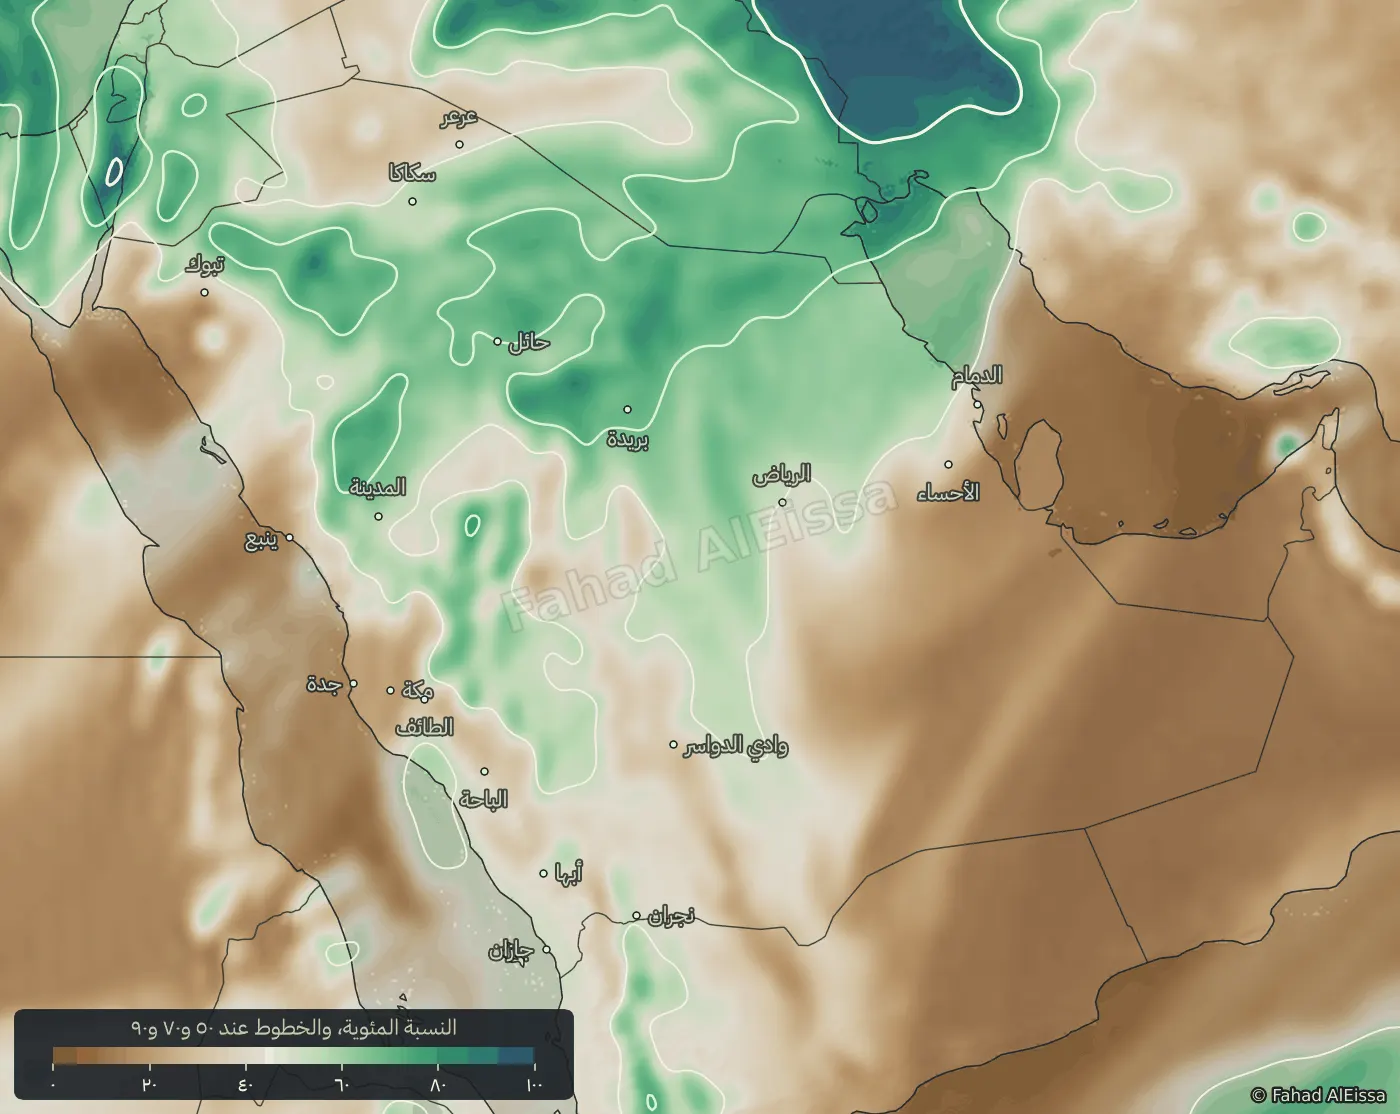 عرعر
سكاكا
تبوك
حائل
الدمام
بريدة
الرياض
المدينة
الأحساء
Fahad AlEissa
ينبع
جدة
مكة
الطائف
وادي الدواسر
الباحة
أبها
نجران
جازان
النسبة المئوية، والخطوط عند ٥٠ و٧٠ و٩٠
٠ ٢٠ ٤٠ ٦٠ ٨٠ ١٠٠
© Fahad AlEissa